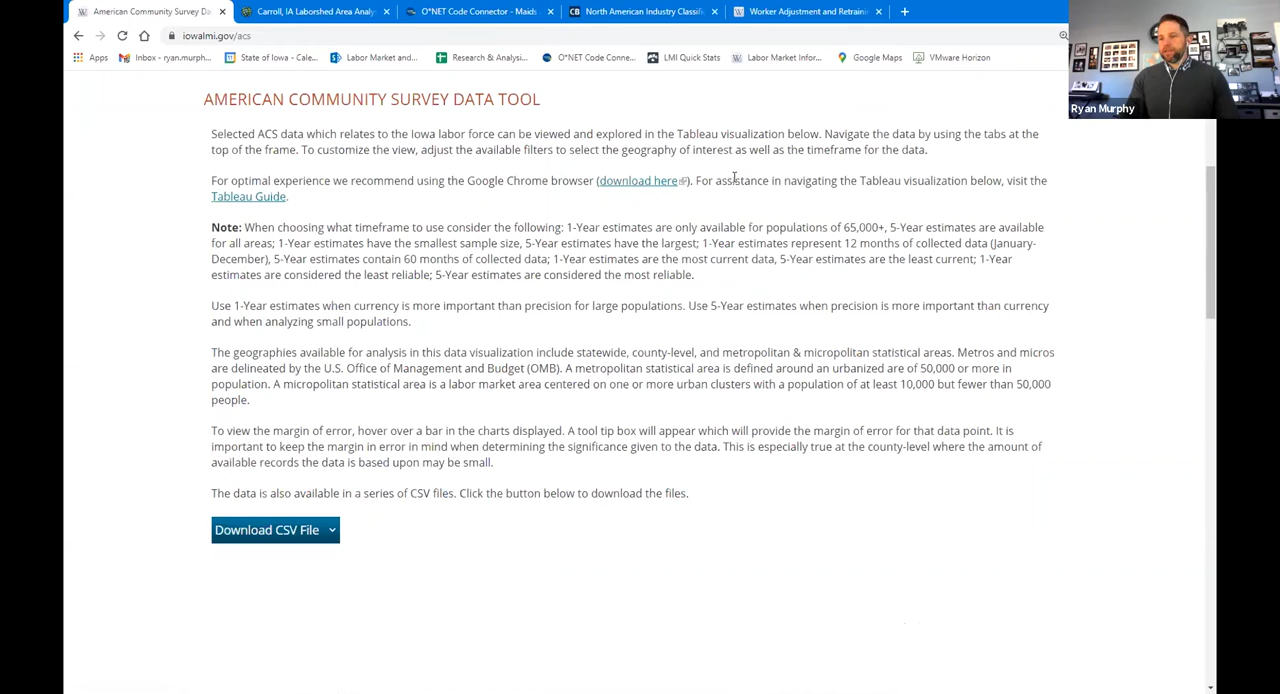 American Community Survey Da
Carroll, IA Laborshed Area Analy
O*NET Code Connector - Maids
North American Industry Classifi
Worker Adjustment and Retrainin
iowalmi.gov/acs
Apps
Inbox - ryan.murph...
State of Iowa - Cale...
Labor Market and...
Research & Analysi...
O*NET Code Conne...
LMI Quick Stats
Labor Market Infor...
Google Maps
VMware Horizon
Ryan Murphy
AMERICAN COMMUNITY SURVEY DATA TOOL
Selected ACS data which relates to the Iowa labor force can be viewed and explored in the Tableau visualization below. Navigate the data by using the tabs at the
top of the frame. To customize the view, adjust the available filters to select the geography of interest as well as the timeframe for the data.
For optimal experience we recommend using the Google Chrome browser (download here). For assistance in navigating the Tableau visualization below, visit the
Tableau Guide.
Note: When choosing what timeframe to use consider the following: 1-Year estimates are only available for populations of 65,000+, 5-Year estimates are available
for all areas; 1-Year estimates have the smallest sample size, 5-Year estimates have the largest; 1-Year estimates represent 12 months of collected data (January-
December), 5-Year estimates contain 60 months of collected data; 1-Year estimates are the most current data, 5-Year estimates are the least current; 1-Year
estimates are considered the least reliable; 5-Year estimates are considered the most reliable.
Use 1-Year estimates when currency is more important than precision for large populations. Use 5-Year estimates when precision is more important than currency
and when analyzing small populations.
The geographies available for analysis in this data visualization include statewide, county-level, and metropolitan & micropolitan statistical areas. Metros and micros
are delineated by the U.S. Office of Management and Budget (OMB). A metropolitan statistical area is defined around an urbanized are of 50,000 or more in
population. A micropolitan statistical area is a labor market area centered on one or more urban clusters with a population of at least 10,000 but fewer than 50,000
people.
To view the margin of error, hover over a bar in the charts displayed. A tool tip box will appear which will provide the margin of error for that data point. It is
important to keep the margin in error in mind when determining the significance given to the data. This is especially true at the county-level where the amount of
available records the data is based upon may be small.
The data is also available in a series of CSV files. Click the button below to download the files.
Download CSV File